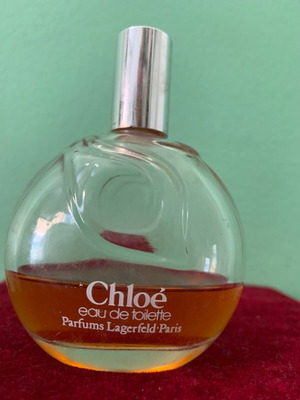 Chloé
eau de toilette
Parfums Lagerfeld·Paris